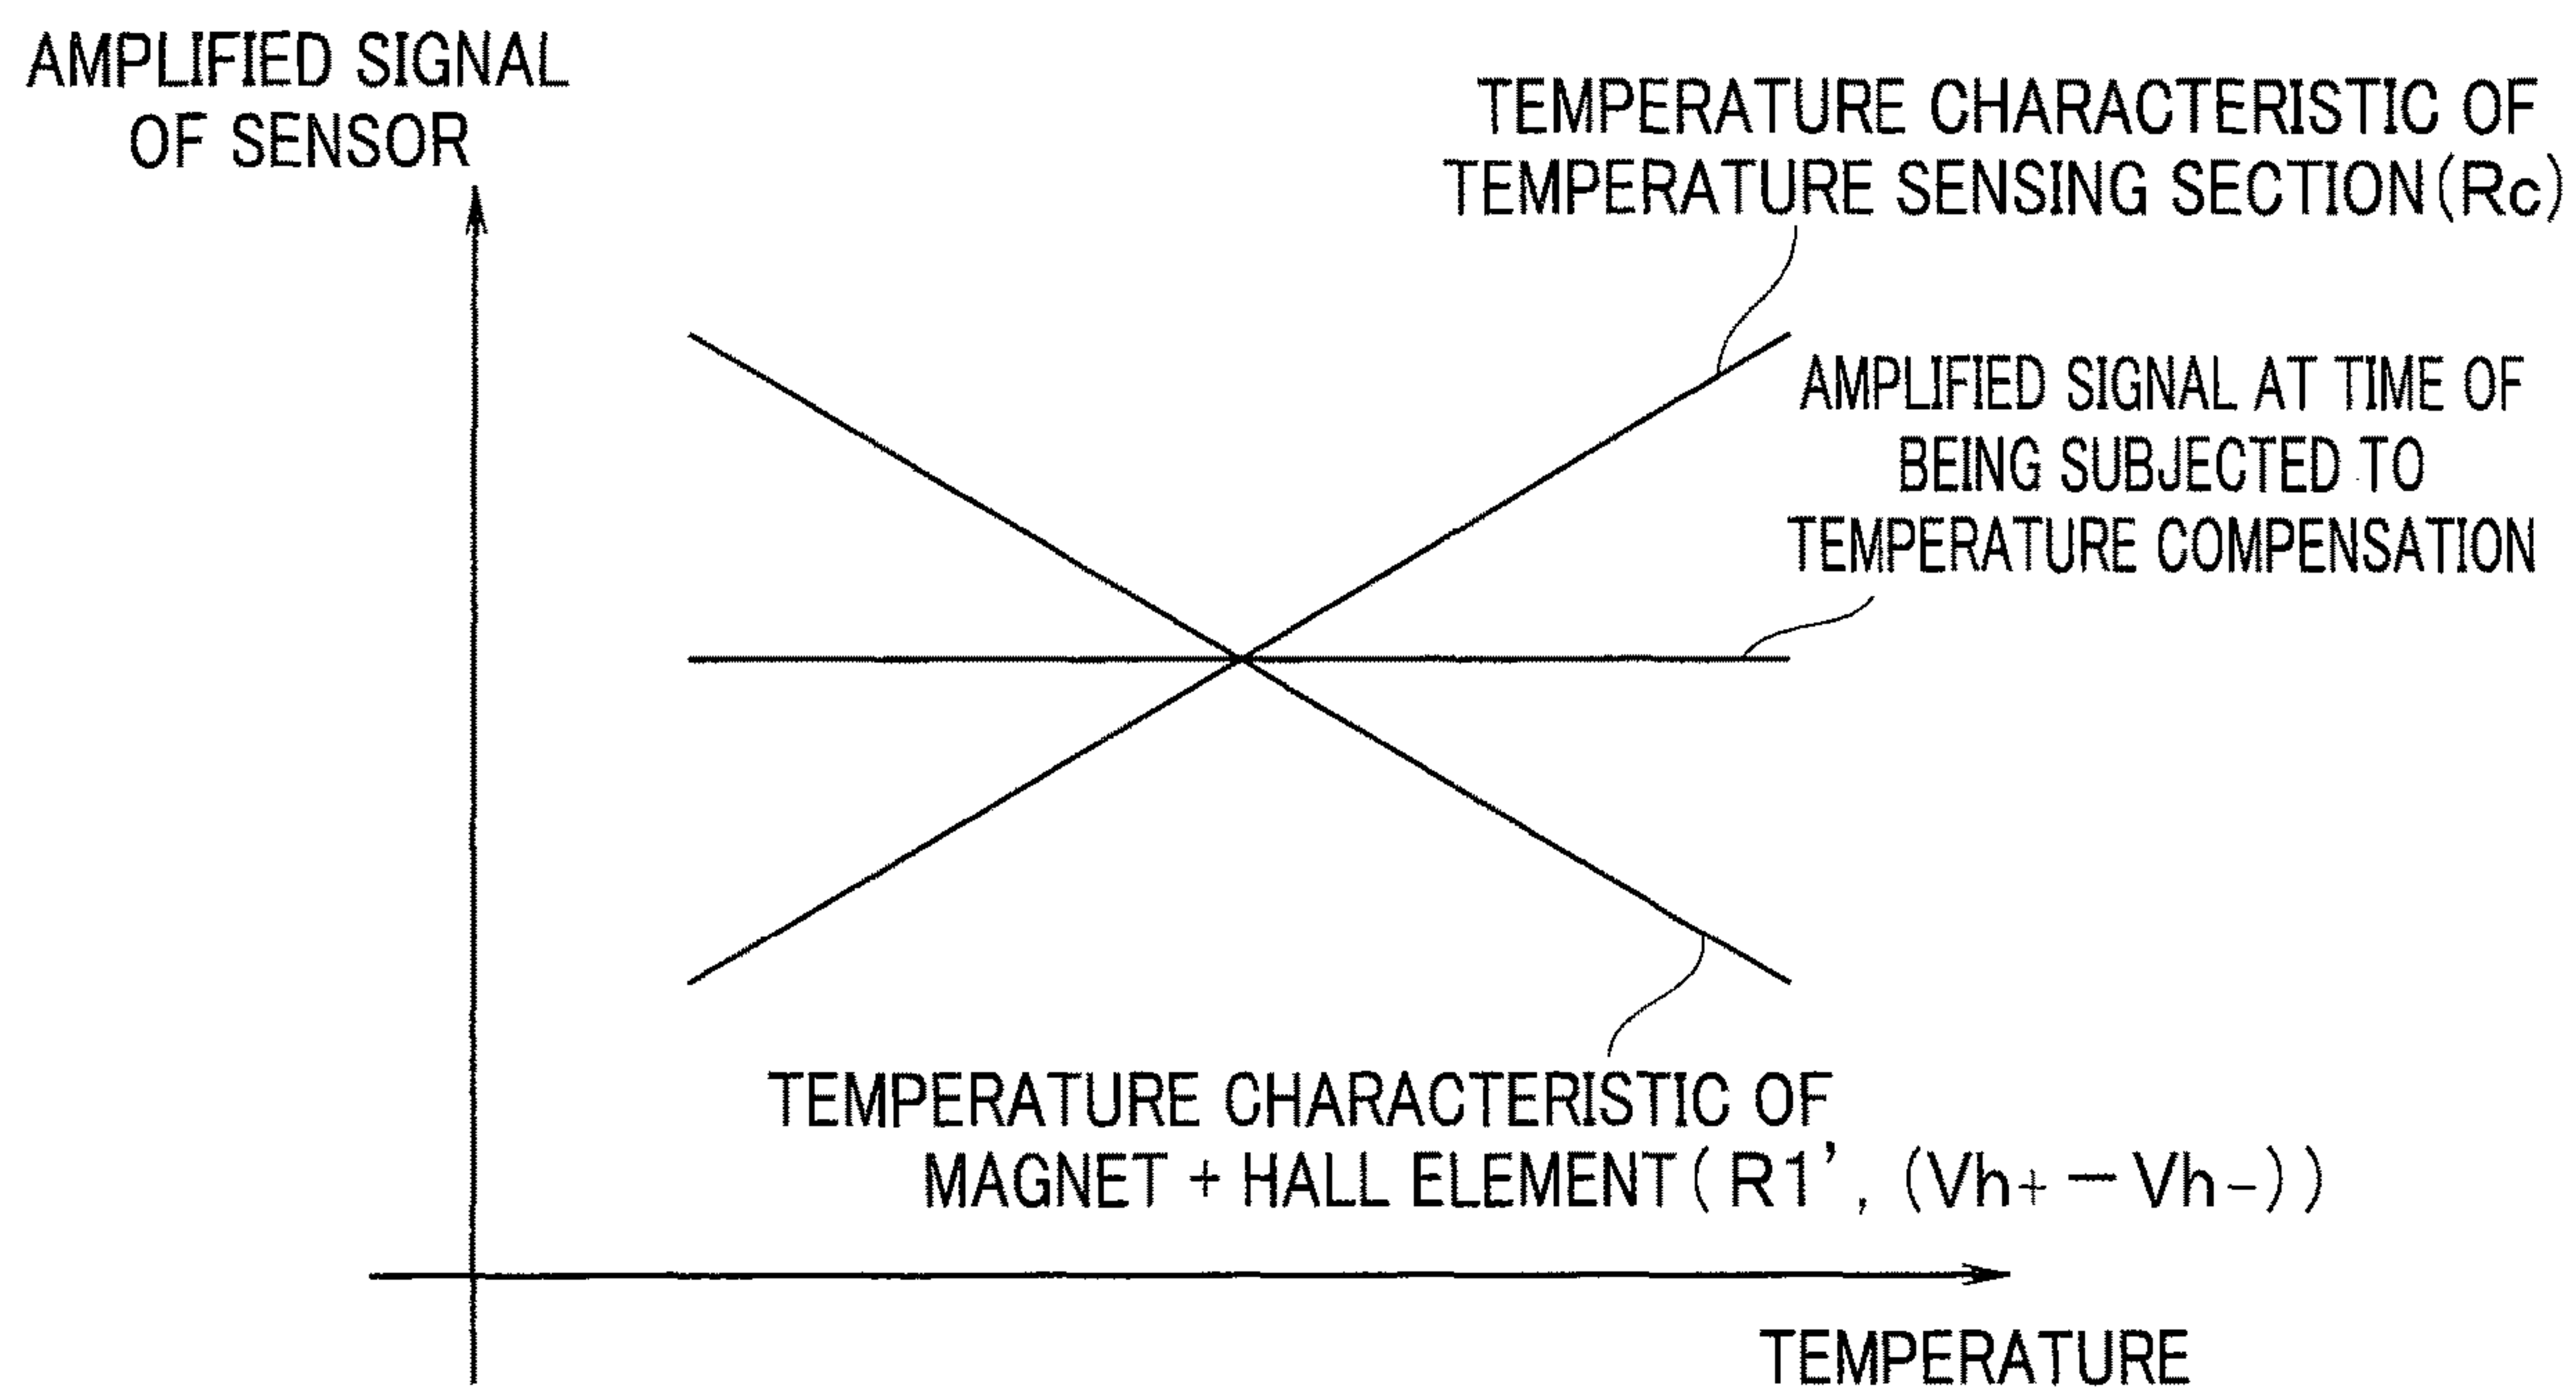 AMPLIFIED SIGNAL
OF SENSOR
TEMPERATURE CHARACTERISTIC OF
TEMPERATURE SENSING SECTION(Rc)
AMPLIFIED SIGNAL AT TIME OF
BEING SUBJECTED TO
TEMPERATURE COMPENSATION
TEMPERATURE CHARACTERISTIC OF
MAGNET + HALL ELEMENT(R1', (Vh+−Vh−))
TEMPERATURE